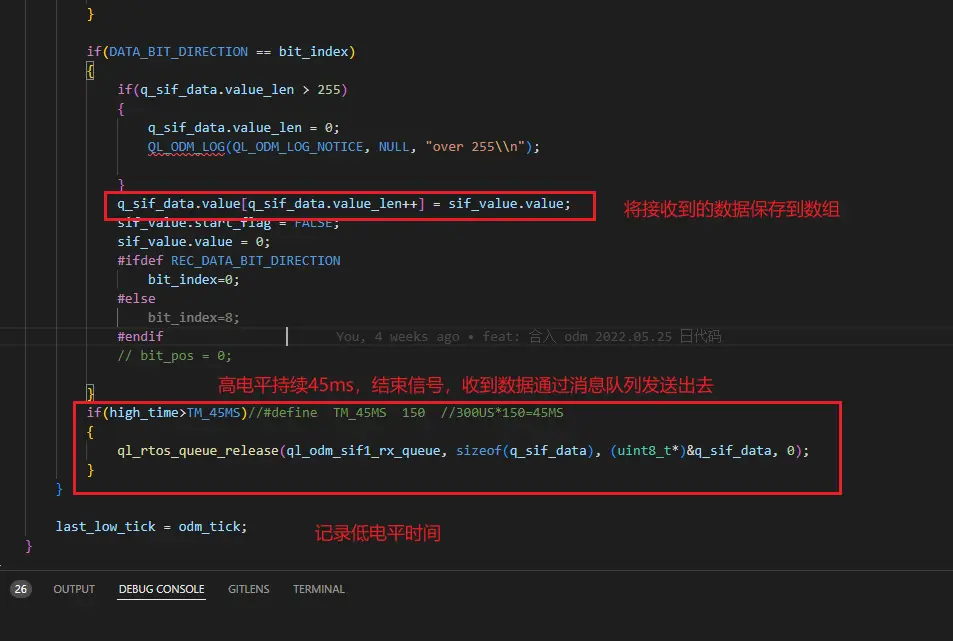 }
if(DATA_BIT_DIRECTION == bit_index)
{
if(q_sif_data.value_len > 255)
{
q_sif_data.value_len = 0;
QL_ODM_LOG(QL_ODM_LOG_NOTICE, NULL, "over 255\\n");
}
q_sif_data.value[q_sif_data.value_len++] = sif_value.value; 将接收到的数据保存到数组
sif_value.start_flag = FALSE;
sif_value.value = 0;
#ifdef REC_DATA_BIT_DIRECTION
bit_index=0;
#else
bit_index=8;
#endif You, 4 weeks ago • feat: 合入 odm 2022.05.25 日代码
// bit_pos = 0;
高电平持续45ms，结束信号，收到数据通过消息队列发送出去
}
if(high_time>TM_45MS)//#define TM_45MS 150 //300US*150=45MS
{
ql_rtos_queue_release(ql_odm_sif1_rx_queue, sizeof(q_sif_data), (uint8_t*)&q_sif_data, 0);
}
}
last_low_tick = odm_tick; 记录低电平时间
}
26 OUTPUT DEBUG CONSOLE GITLENS TERMINAL